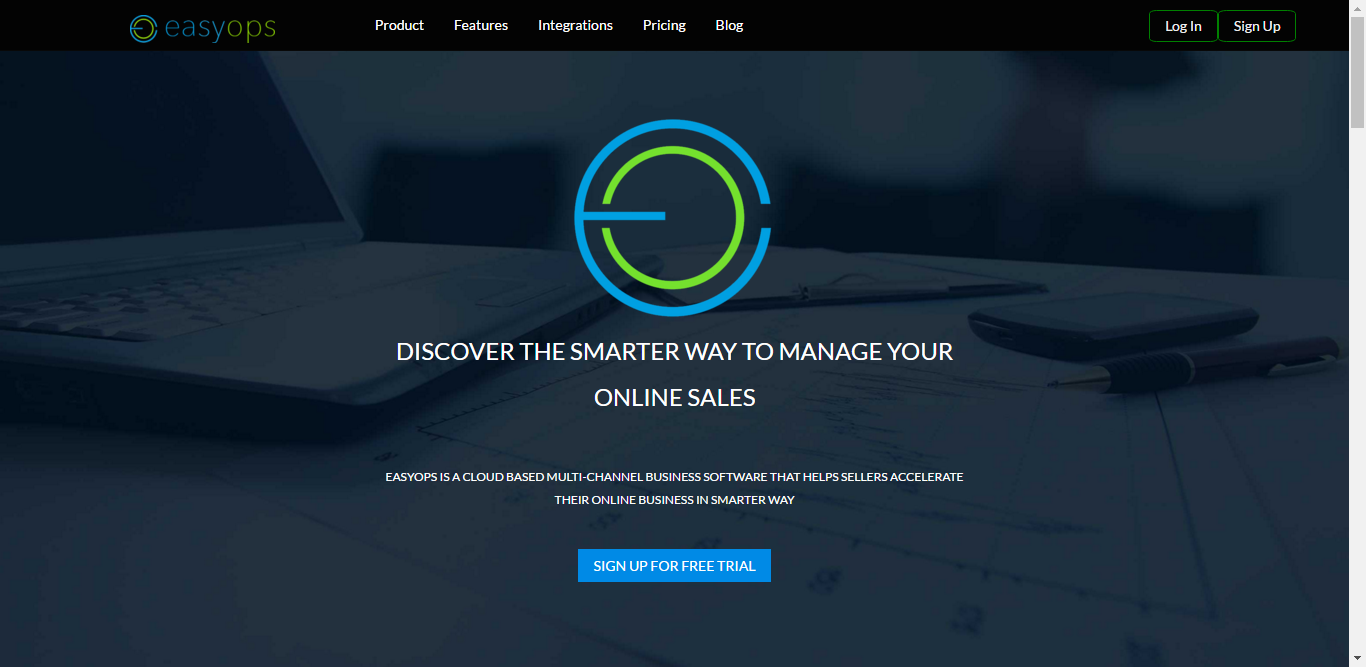 easyops
Product Features Integrations Pricing Blog
Log In Sign Up
DISCOVER THE SMARTER WAY TO MANAGE YOUR
ONLINE SALES
EASYOPS IS A CLOUD BASED MULTI-CHANNEL BUSINESS SOFTWARE THAT HELPS SELLERS ACCELERATE
THEIR ONLINE BUSINESS IN SMARTER WAY
SIGN UP FOR FREE TRIAL